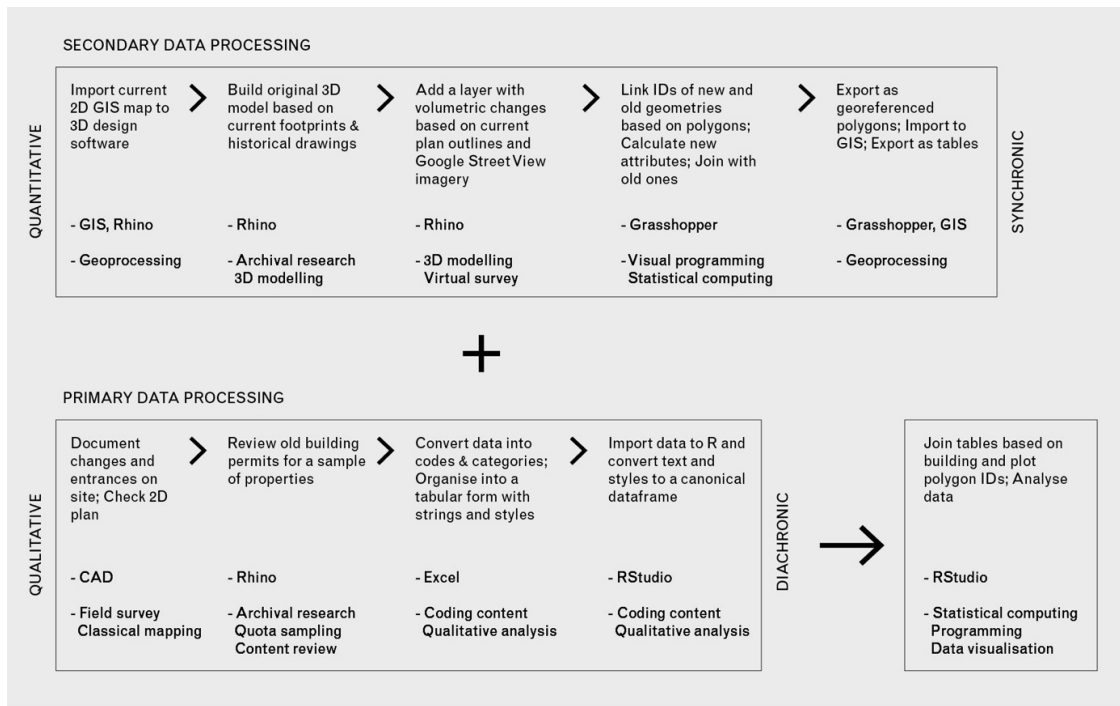 SECONDARY DATA PROCESSING
QUANTITATIVE
Import current
2D GIS map to
3D design
software
- GIS, Rhino
- Geoprocessing
Build original 3D
model based on
current footprints &
historical drawings
- Rhino
- Archival research
3D modelling
Add a layer with
volumetric changes
based on current
plan outlines and
Google Street View
imagery
- Rhino
- 3D modelling
Virtual survey
Link IDs of new and
old geometries
based on polygons;
Calculate new
attributes; Join with
old ones
- Grasshopper
- Visual programming
Statistical computing
Export as
georeferenced
polygons; Import to
GIS; Export as tables
- Grasshopper, GIS
- Geoprocessing
SYNCHRONIC
+
PRIMARY DATA PROCESSING
QUALITATIVE
Document
changes and
entrances on
site; Check 2D
plan
- CAD
- Field survey
Classical mapping
Review old building
permits for a sample
of properties
- Rhino
- Archival research
Quota sampling
Content review
Convert data into
codes & categories;
Organise into a
tabular form with
strings and styles
- Excel
- Coding content
Qualitative analysis
Import data to R and
convert text and
styles to a canonical
dataframe
- RStudio
- Coding content
Qualitative analysis
DIACHRONIC
Join tables based on
building and plot
polygon IDs; Analyse
data
- RStudio
- Statistical computing
Programming
Data visualisation